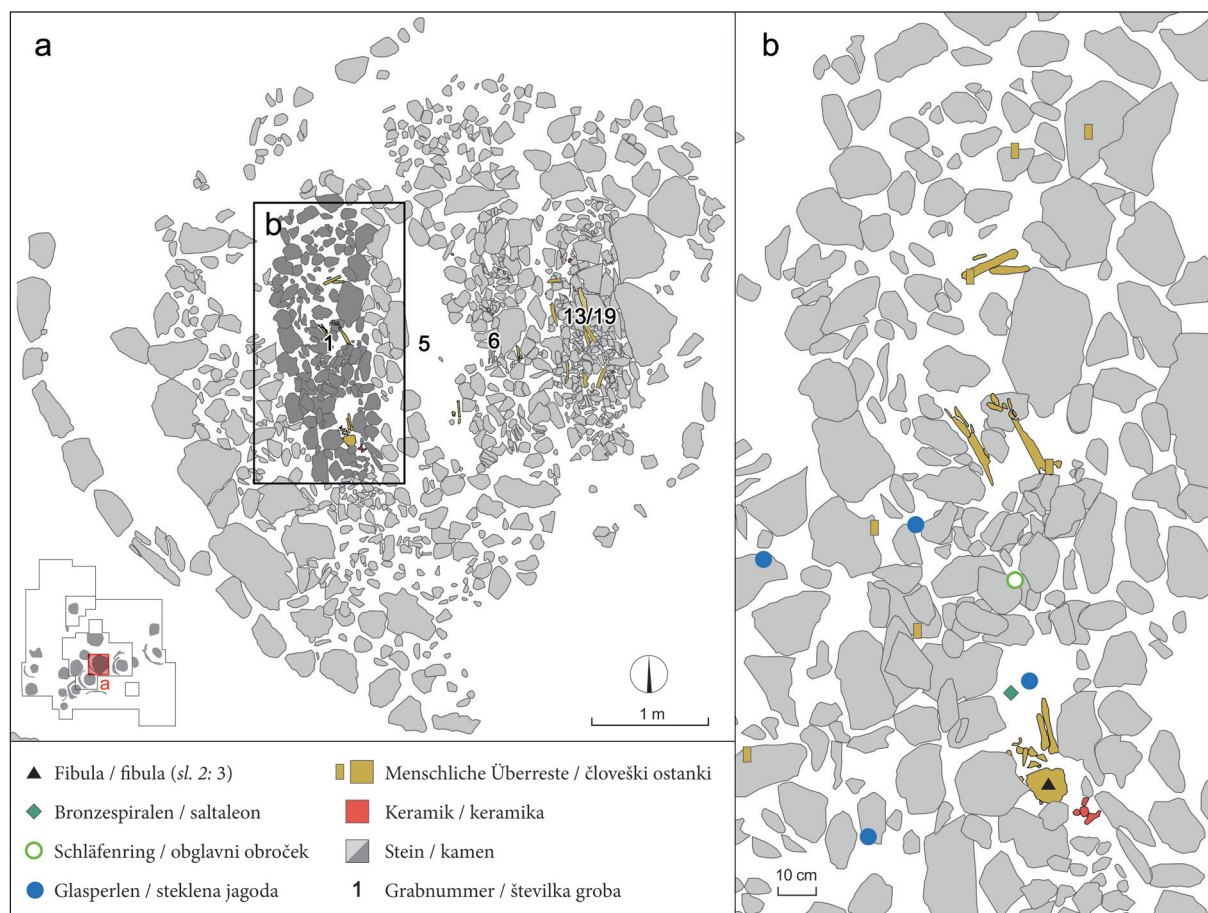 a
b
1
5
6
13/19
a
1 m
▲ Fibula / fibula (sl. 2: 3)
Bronzespiralen / saltaleon
Schläfenring / obglavni obroček
Glasperlen / steklena jagoda
Menschliche Überreste / človeški ostanki
Keramik / keramika
Stein / kamen
1 Grabnummer / številka groba
b
10 cm